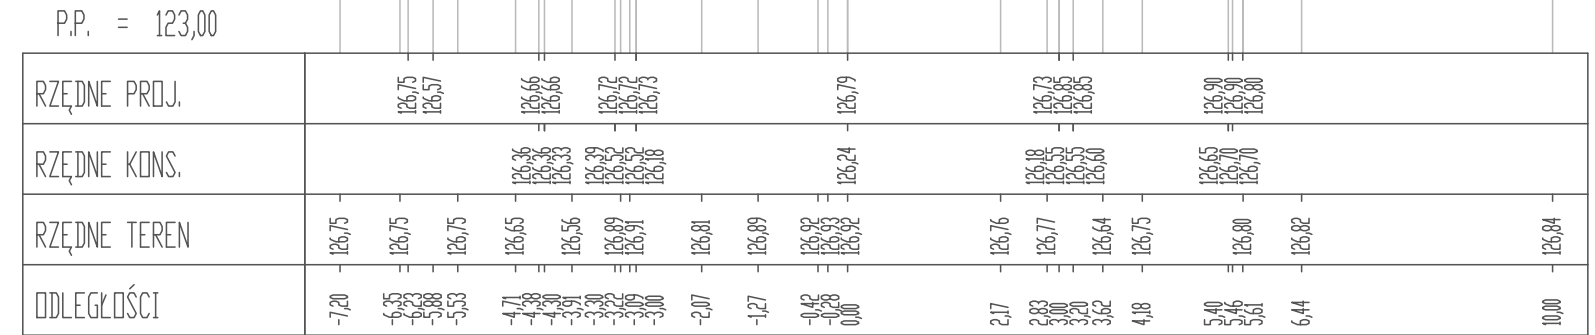 P.P. = 123,00
RZĘDNE PROJ. 126,75 126,57 126,66 126,66 126,72 126,72 126,73 126,79 126,73 126,85 126,85 126,90 126,90 126,80
RZĘDNE KONS. 126,36 126,36 126,33 126,39 126,52 126,52 126,18 126,24 126,18 126,55 126,55 126,60 126,65 126,70 126,70
RZĘDNE TEREN 126,75 126,75 126,75 126,65 126,56 126,89 126,91 126,81 126,89 126,92 126,93 126,92 126,76 126,77 126,64 126,75 126,80 126,82 126,84
ODLEGŁOŚCI -7,20 -6,35 -6,23 -5,88 -5,53 -4,71 -4,38 -4,30 -3,91 -3,30 -3,22 -3,09 -3,00 -2,07 -1,27 -0,42 -0,28 0,00 2,17 2,83 3,00 3,20 3,62 4,18 5,40 5,46 5,61 6,44 10,00